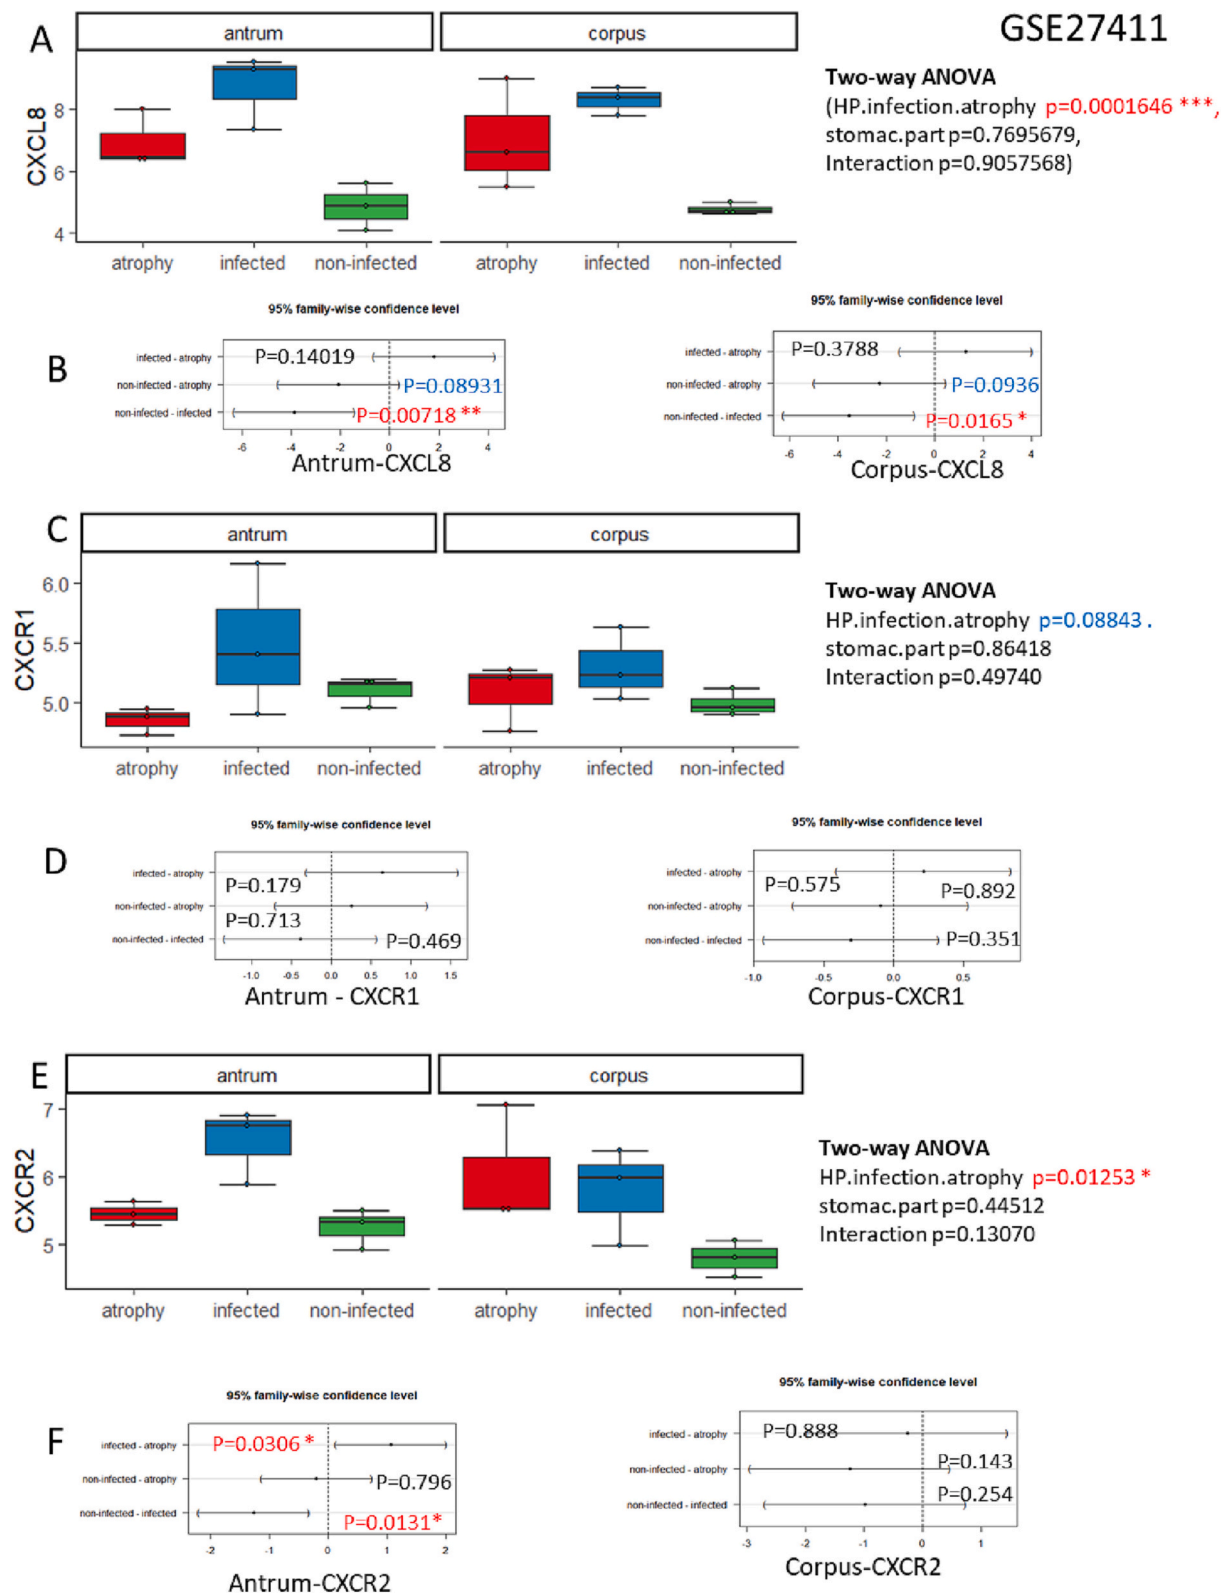 GSE27411
A
antrum
corpus
CXCL8
8
6
4
atrophy
infected
non-infected
atrophy
infected
non-infected
Two-way ANOVA
(HP.infection.atrophy p=0.0001646 ***,
stomac.part p=0.7695679,
Interaction p=0.9057568)
B
95% family-wise confidence level
infected - atrophy
P=0.14019
non-infected - atrophy
P=0.08931
non-infected - infected
P=0.00718 **
-6 -4 -2 0 2 4
Antrum-CXCL8
95% family-wise confidence level
infected - atrophy
P=0.3788
non-infected - atrophy
P=0.0936
non-infected - infected
P=0.0165 *
-6 -4 -2 0 2 4
Corpus-CXCL8
C
antrum
corpus
CXCR1
6.0
5.5
5.0
atrophy
infected
non-infected
atrophy
infected
non-infected
Two-way ANOVA
HP.infection.atrophy p=0.08843 .
stomac.part p=0.86418
Interaction p=0.49740
D
95% family-wise confidence level
infected - atrophy
P=0.179
non-infected - atrophy
P=0.713
non-infected - infected
P=0.469
-1.0 -0.5 0.0 0.5 1.0 1.5
Antrum - CXCR1
95% family-wise confidence level
infected - atrophy
P=0.575
P=0.892
non-infected - atrophy
non-infected - infected
P=0.351
-1.0 -0.5 0.0 0.5
Corpus-CXCR1
E
antrum
corpus
CXCR2
7
6
5
atrophy
infected
non-infected
atrophy
infected
non-infected
Two-way ANOVA
HP.infection.atrophy p=0.01253 *
stomac.part p=0.44512
Interaction p=0.13070
F
95% family-wise confidence level
infected - atrophy
P=0.0306 *
non-infected - atrophy
P=0.796
non-infected - infected
P=0.0131*
-2 -1 0 1 2
Antrum-CXCR2
95% family-wise confidence level
infected - atrophy
P=0.888
non-infected - atrophy
P=0.143
non-infected - infected
P=0.254
-3 -2 -1 0 1
Corpus-CXCR2